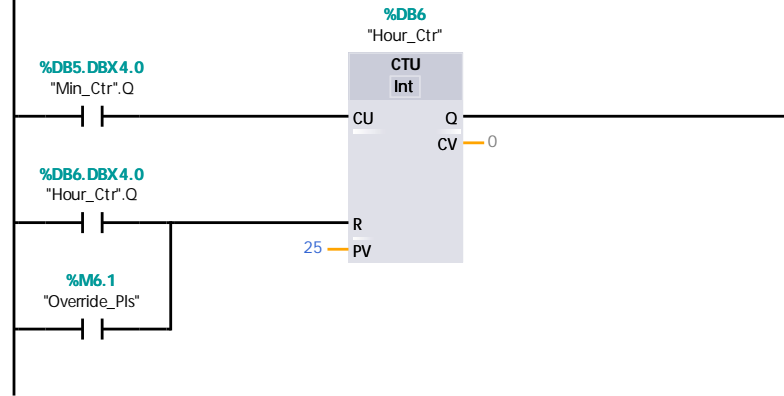 %DB6
"Hour_Ctr"
%DB5.DBX4.0
"Min_Ctr".Q
CTU
Int
CU
Q
CV
0
%DB6.DBX4.0
"Hour_Ctr".Q
R
25
PV
%M6.1
"Override_Pls"